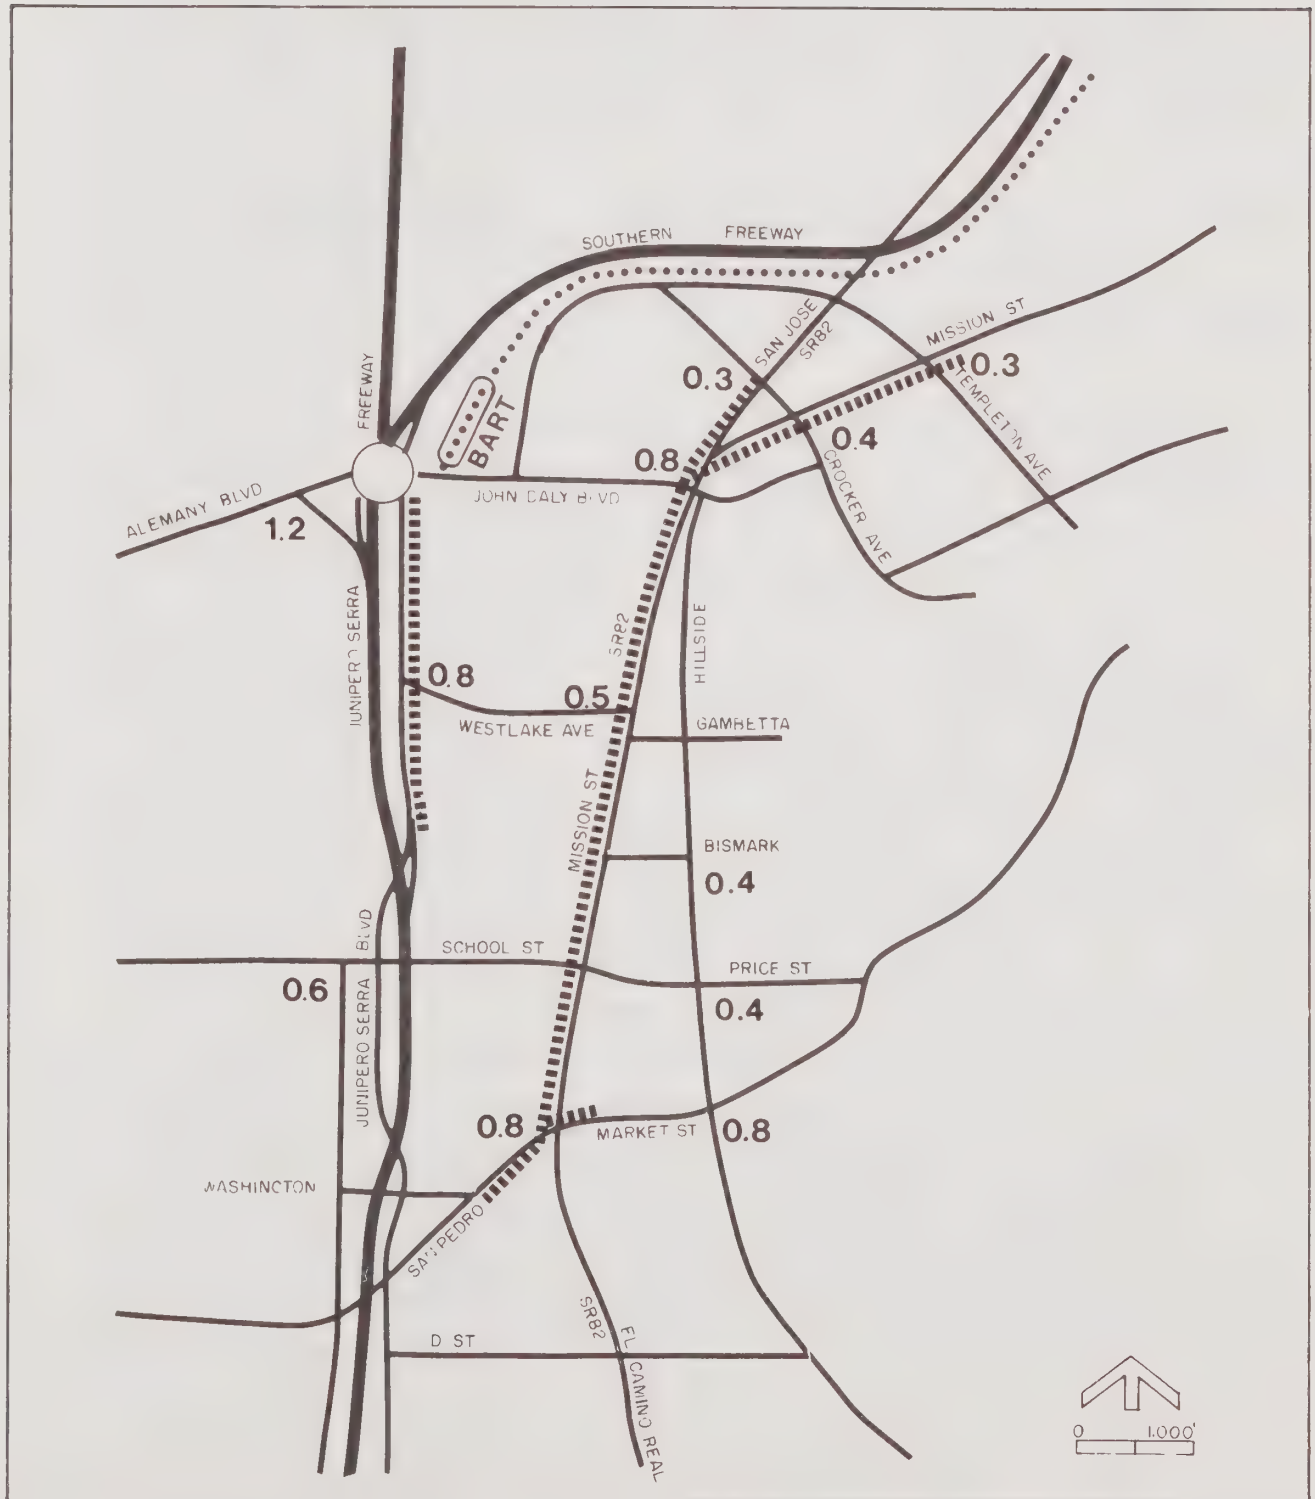 SOUTHERN FREEWAY
FREEWAY
SAN JOSE
SR82
MISSION ST
0.3
0.3
TEMPLETON AVE
BART
0.4
0.8
CROCKER AVE
JOHN DALY BLVD
ALEMANY BLVD
1.2
JUNIPERO SERRA
SR82
HILLSIDE
0.8
0.5
WESTLAKE AVE
GAMBETTA
MISSION ST
BISMARK
0.4
JUNIPERO SERRA BLVD
SCHOOL ST
PRICE ST
0.6
0.4
0.8
MARKET ST
0.8
WASHINGTON
SAN PEDRO
SR82
D ST
EL CAMINO REAL
0 1,000'